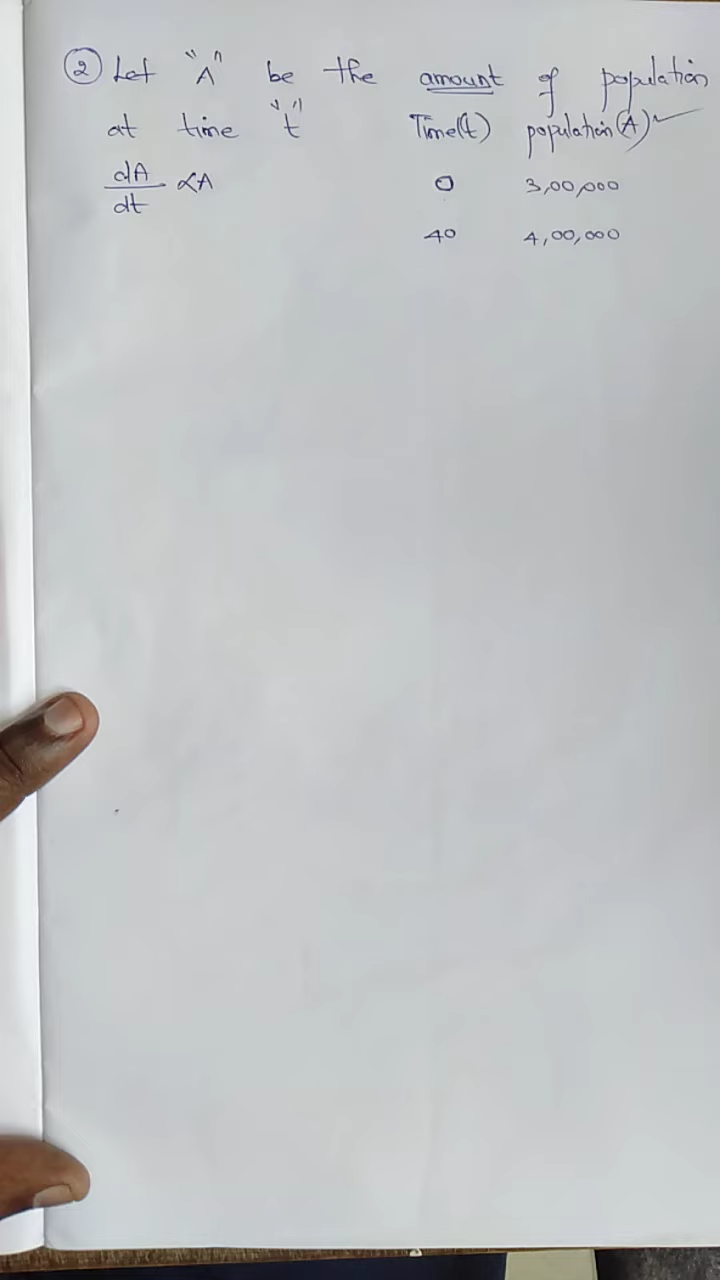 ② Let "A" be the amount of population
at time "t" Time(t) population(A)✓
dA/dt ∝A 0 3,00,000
40 4,00,000